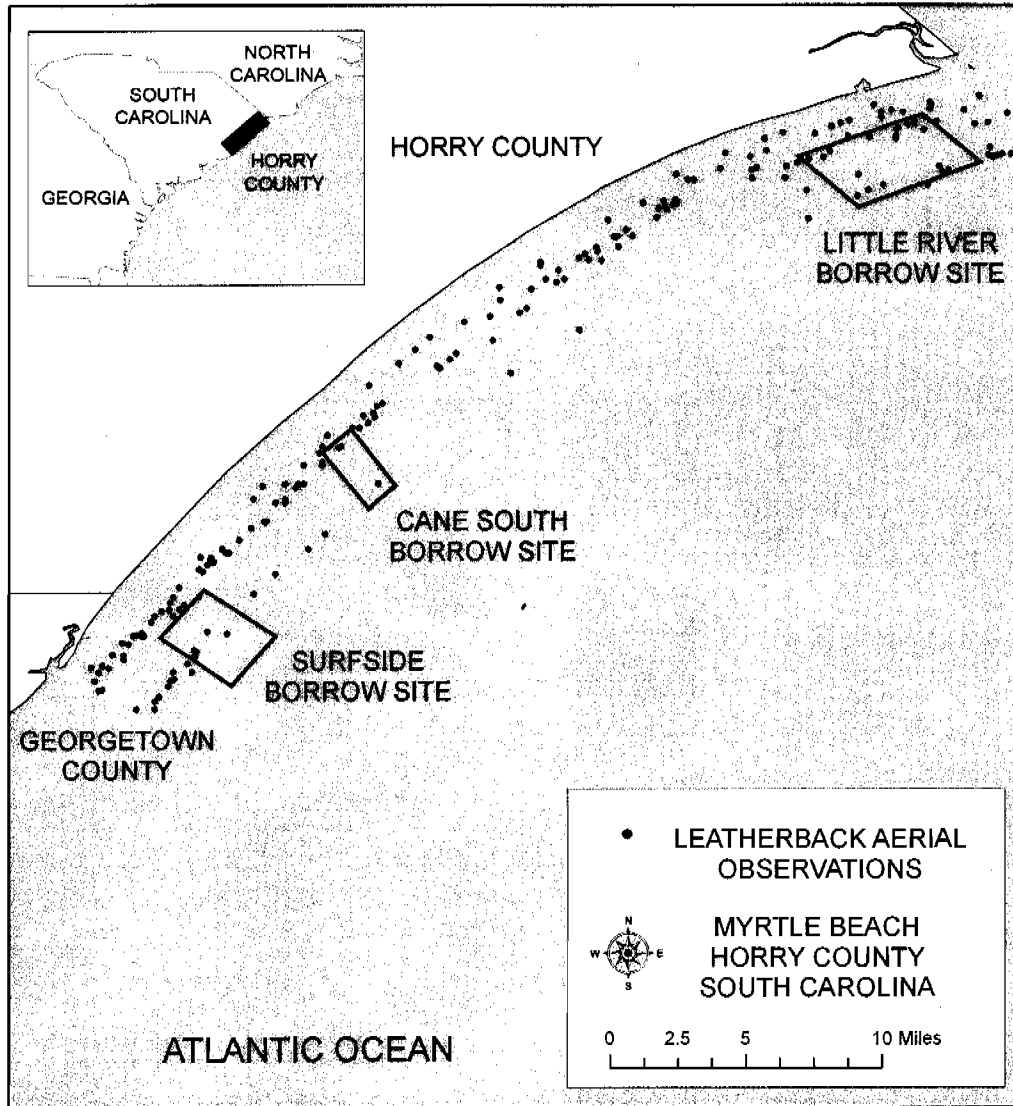 NORTH
CAROLINA
SOUTH
CAROLINA
HORRY
COUNTY
GEORGIA
HORRY COUNTY
LITTLE RIVER
BORROW SITE
CANE SOUTH
BORROW SITE
SURFSIDE
BORROW SITE
GEORGETOWN
COUNTY
LEATHERBACK AERIAL
OBSERVATIONS
N
W E
S
MYRTLE BEACH
HORRY COUNTY
SOUTH CAROLINA
0 2.5 5 10 Miles
ATLANTIC OCEAN